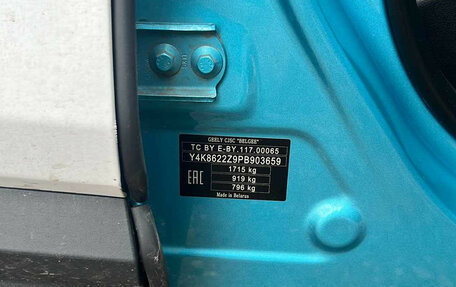 GEELY CJSC "BELGEE"
TC BY E-BY.117.00065
Y4K8622Z9PB903659
1715 kg
919 kg
EAC
796 kg
Made in Belarus